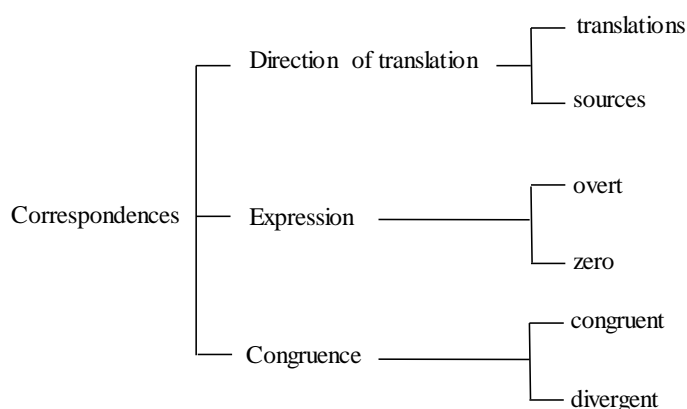 translations
Direction of translation
sources
overt
Correspondences
Expression
zero
congruent
Congruence
divergent